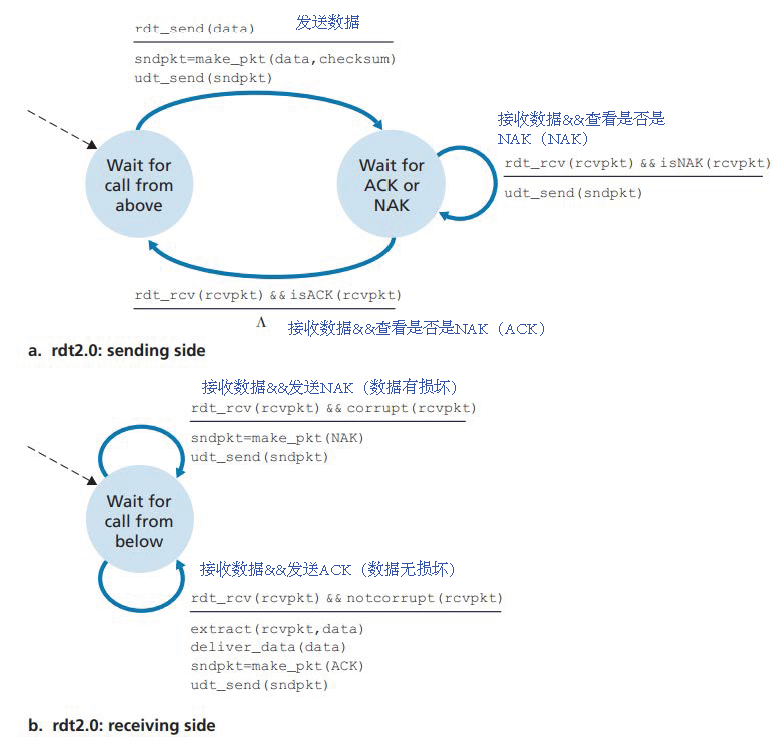 rdt_send(data)
发送数据
sndpkt=make_pkt(data,checksum)
udt_send(sndpkt)
Wait for
call from
above
Wait for
ACK or
NAK
接收数据&&查看是否是
NAK（NAK）
rdt_rcv(rcvpkt) && isNAK(rcvpkt)
udt_send(sndpkt)
rdt_rcv(rcvpkt) && isACK(rcvpkt)
Λ
接收数据&&查看是否是NAK（ACK）
a. rdt2.0: sending side
接收数据&&发送NAK（数据有损坏）
rdt_rcv(rcvpkt) && corrupt(rcvpkt)
sndpkt=make_pkt(NAK)
udt_send(sndpkt)
Wait for
call from
below
接收数据&&发送ACK（数据无损坏）
rdt_rcv(rcvpkt) && notcorrupt(rcvpkt)
extract(rcvpkt,data)
deliver_data(data)
sndpkt=make_pkt(ACK)
udt_send(sndpkt)
b. rdt2.0: receiving side